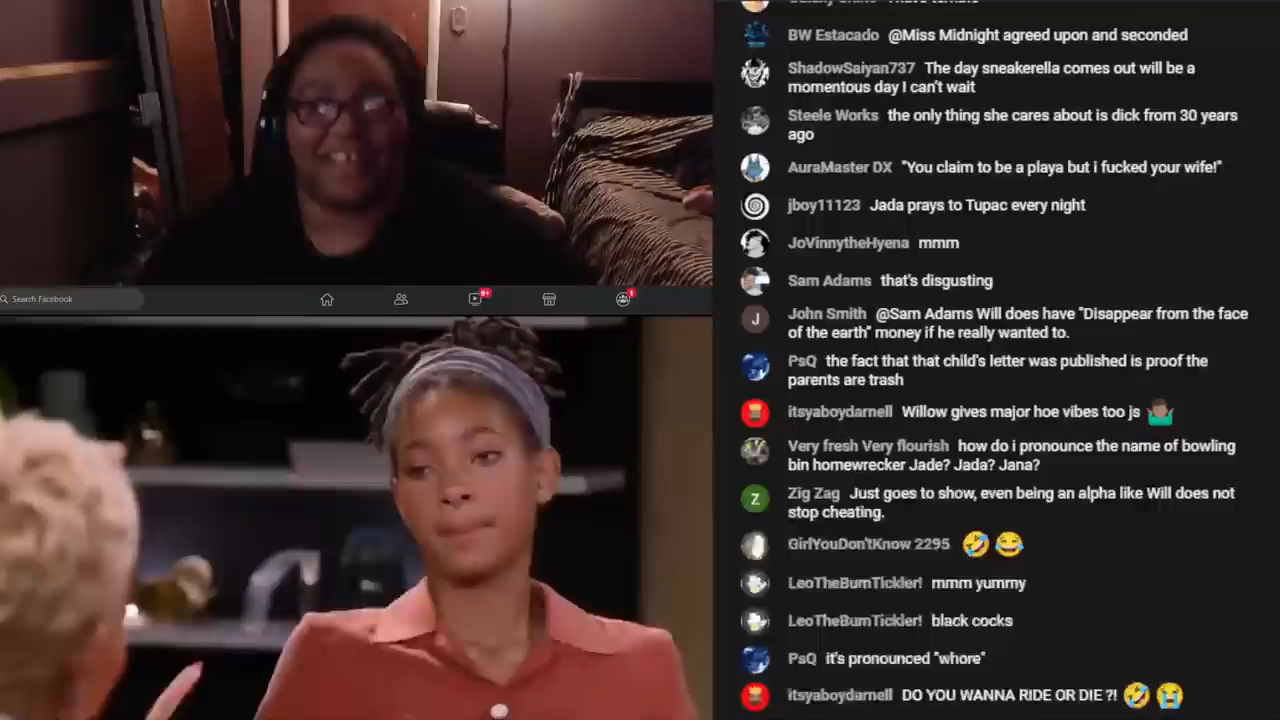 BW Estacado @Miss Midnight agreed upon and seconded
ShadowSaiyan737 The day sneakerella comes out will be a
momentous day I can't wait
Steele Works the only thing she cares about is dick from 30 years
ago
AuraMaster DX "You claim to be a playa but i fucked your wife!"
jboy11123 Jada prays to Tupac every night
JoVinnytheHyena mmm
Sam Adams that's disgusting
J
John Smith @Sam Adams Will does have "Disappear from the face
of the earth" money if he really wanted to.
PsQ the fact that that child's letter was published is proof the
parents are trash
itsyaboydarnell Willow gives major hoe vibes too js
Very fresh Very flourish how do i pronounce the name of bowling
bin homewrecker Jade? Jada? Jana?
Z
Zig Zag Just goes to show, even being an alpha like Will does not
stop cheating.
GirlYouDon'tKnow 2295
LeoTheBumTickler! mmm yummy
LeoTheBumTickler! black cocks
PsQ it's pronounced "whore"
itsyaboydarnell DO YOU WANNA RIDE OR DIE ?!
Search Facebook
9+
1